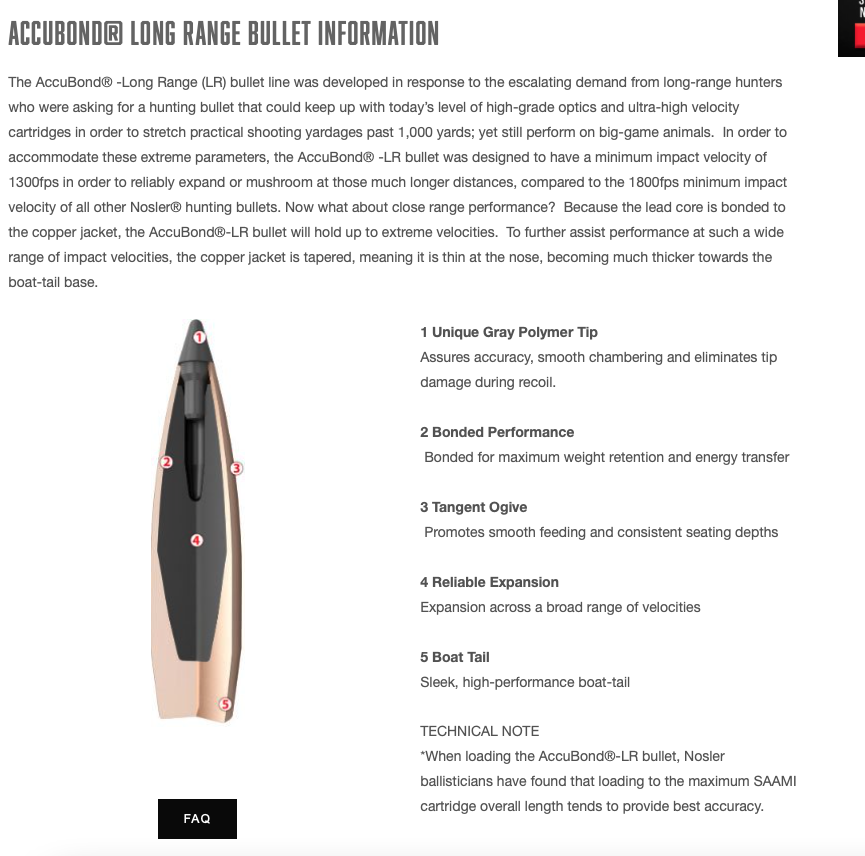 ACCUBOND® LONG RANGE BULLET INFORMATION
The AccuBond® -Long Range (LR) bullet line was developed in response to the escalating demand from long-range hunters
who were asking for a hunting bullet that could keep up with today’s level of high-grade optics and ultra-high velocity
cartridges in order to stretch practical shooting yardages past 1,000 yards; yet still perform on big-game animals.  In order to
accommodate these extreme parameters, the AccuBond® -LR bullet was designed to have a minimum impact velocity of
1300fps in order to reliably expand or mushroom at those much longer distances, compared to the 1800fps minimum impact
velocity of all other Nosler® hunting bullets. Now what about close range performance?  Because the lead core is bonded to
the copper jacket, the AccuBond®-LR bullet will hold up to extreme velocities.  To further assist performance at such a wide
range of impact velocities, the copper jacket is tapered, meaning it is thin at the nose, becoming much thicker towards the
boat-tail base.
1
2
3
4
5
FAQ
1 Unique Gray Polymer Tip
Assures accuracy, smooth chambering and eliminates tip
damage during recoil.
2 Bonded Performance
Bonded for maximum weight retention and energy transfer
3 Tangent Ogive
Promotes smooth feeding and consistent seating depths
4 Reliable Expansion
Expansion across a broad range of velocities
5 Boat Tail
Sleek, high-performance boat-tail
TECHNICAL NOTE
*When loading the AccuBond®-LR bullet, Nosler
ballisticians have found that loading to the maximum SAAMI
cartridge overall length tends to provide best accuracy.